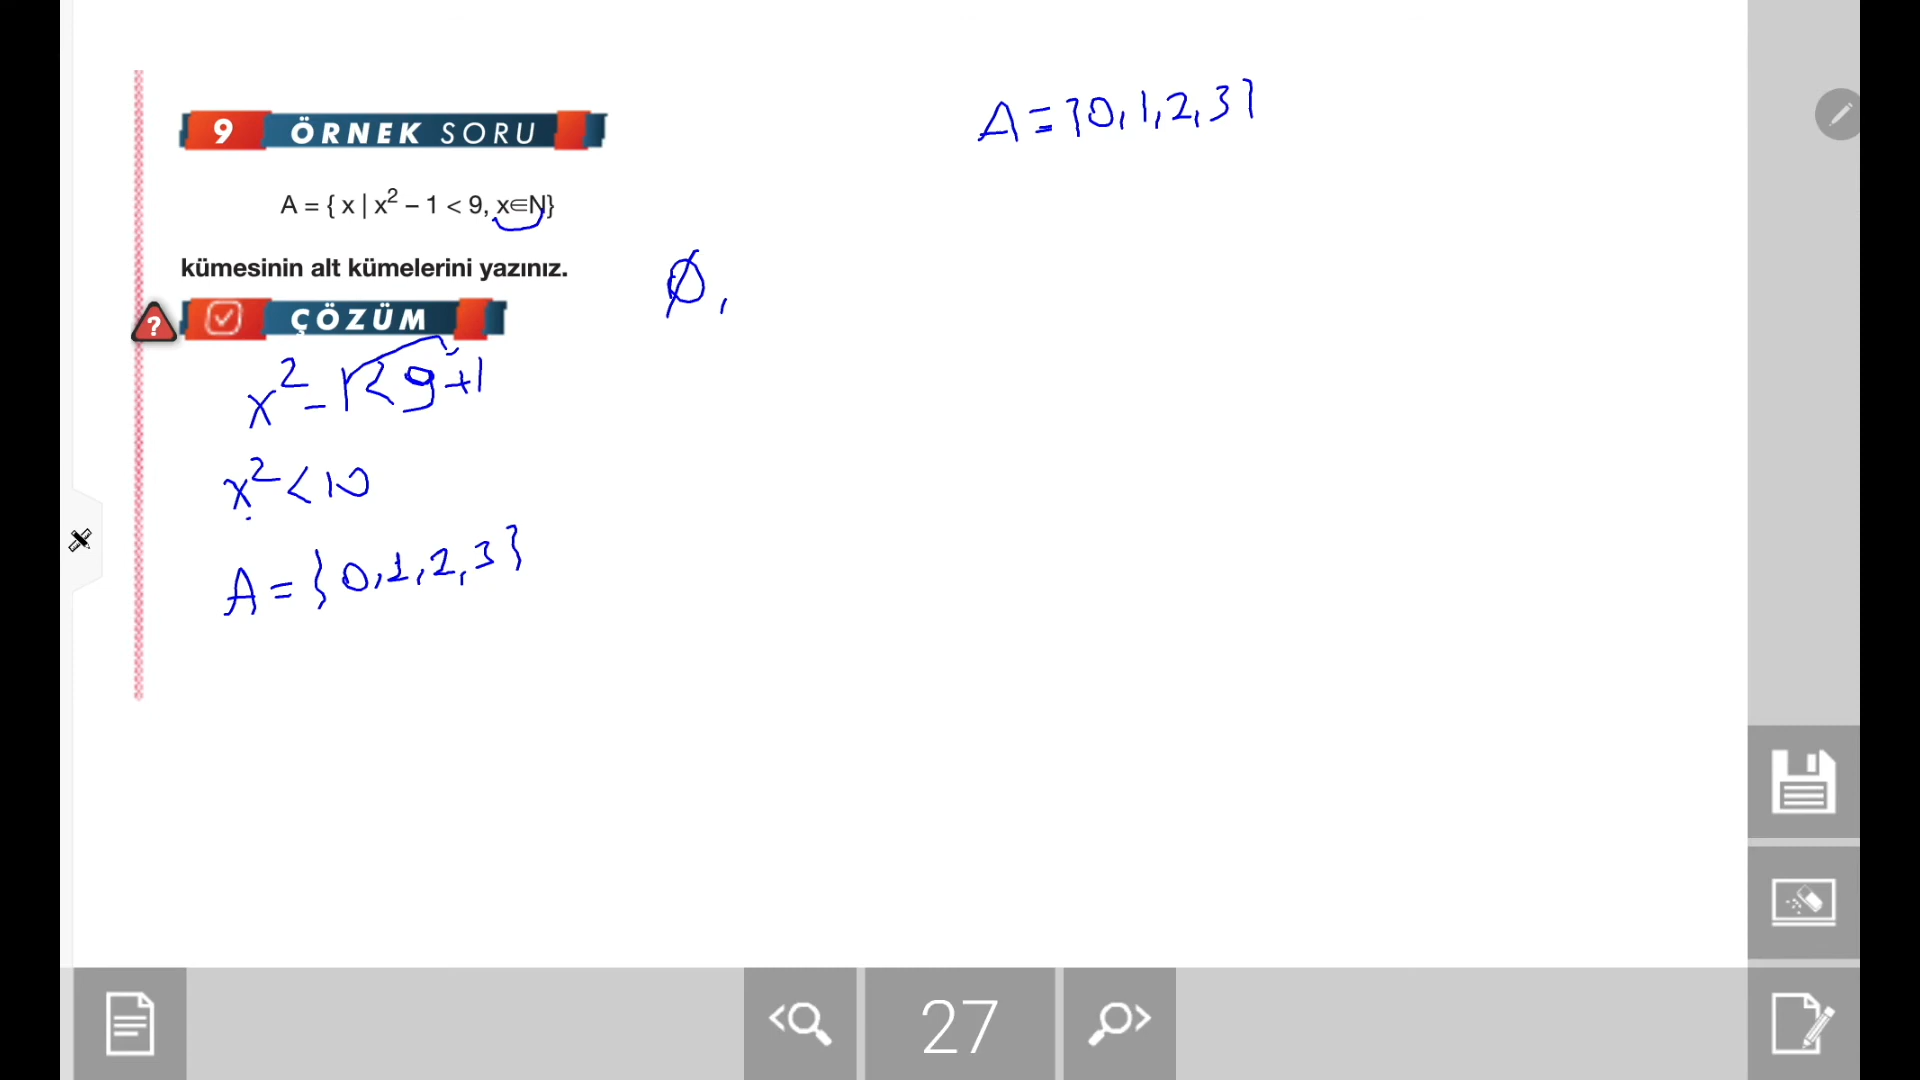 9 ÖRNEK SORU
A = { x | x² – 1 < 9, x∈N}
kümesinin alt kümelerini yazınız.
? ÇÖZÜM
x² - 1 < 9 + 1
x² < 10
A = {0, 1, 2, 3}
A = {0, 1, 2, 3}
Ø,
27